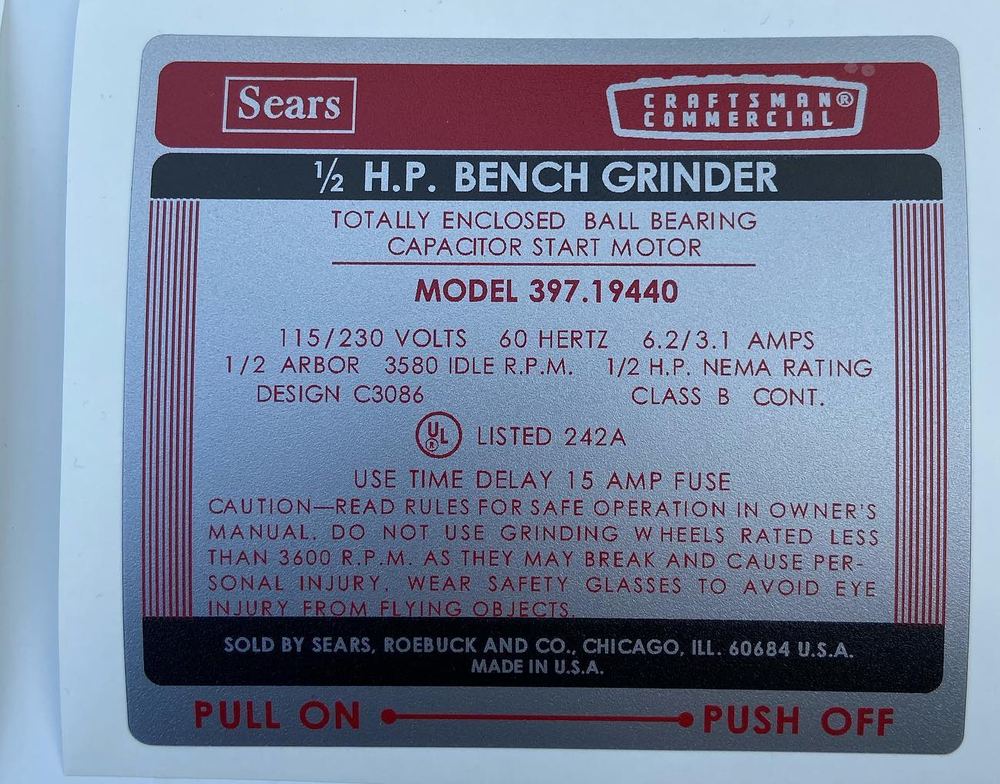 Sears
CRAFTSMAN®
COMMERCIAL
1/2 H.P. BENCH GRINDER
TOTALLY ENCLOSED BALL BEARING
CAPACITOR START MOTOR
MODEL 397.19440
115/230 VOLTS 60 HERTZ 6.2/3.1 AMPS
1/2 ARBOR 3580 IDLE R.P.M. 1/2 H.P. NEMA RATING
DESIGN C3086 CLASS B CONT.
UL® LISTED 242A
USE TIME DELAY 15 AMP FUSE
CAUTION—READ RULES FOR SAFE OPERATION IN OWNER'S
MANUAL. DO NOT USE GRINDING WHEELS RATED LESS
THAN 3600 R.P.M. AS THEY MAY BREAK AND CAUSE PER-
SONAL INJURY. WEAR SAFETY GLASSES TO AVOID EYE
INJURY FROM FLYING OBJECTS.
SOLD BY SEARS, ROEBUCK AND CO., CHICAGO, ILL. 60684 U.S.A.
MADE IN U.S.A.
PULL ON PUSH OFF